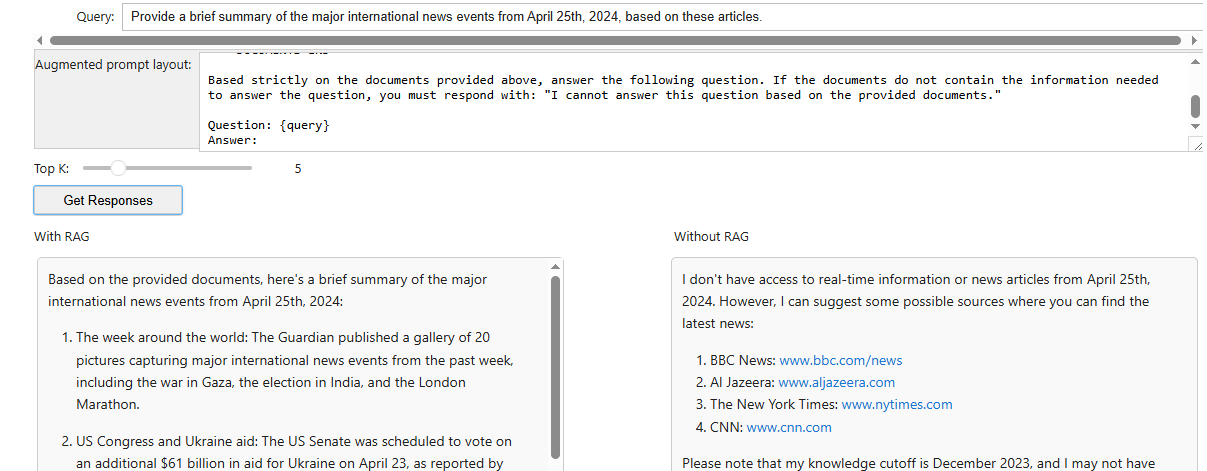 Query: Provide a brief summary of the major international news events from April 25th, 2024, based on these articles.
Augmented prompt layout:
Based strictly on the documents provided above, answer the following question. If the documents do not contain the information needed
to answer the question, you must respond with: "I cannot answer this question based on the provided documents."
Question: {query}
Answer:
Top K: 5
Get Responses
With RAG
Based on the provided documents, here's a brief summary of the major
international news events from April 25th, 2024:
1. The week around the world: The Guardian published a gallery of 20
pictures capturing major international news events from the past week,
including the war in Gaza, the election in India, and the London
Marathon.
2. US Congress and Ukraine aid: The US Senate was scheduled to vote on
an additional $61 billion in aid for Ukraine on April 23, as reported by
Without RAG
I don't have access to real-time information or news articles from April 25th,
2024. However, I can suggest some possible sources where you can find the
latest news:
1. BBC News: www.bbc.com/news
2. Al Jazeera: www.aljazeera.com
3. The New York Times: www.nytimes.com
4. CNN: www.cnn.com
Please note that my knowledge cutoff is December 2023, and I may not have